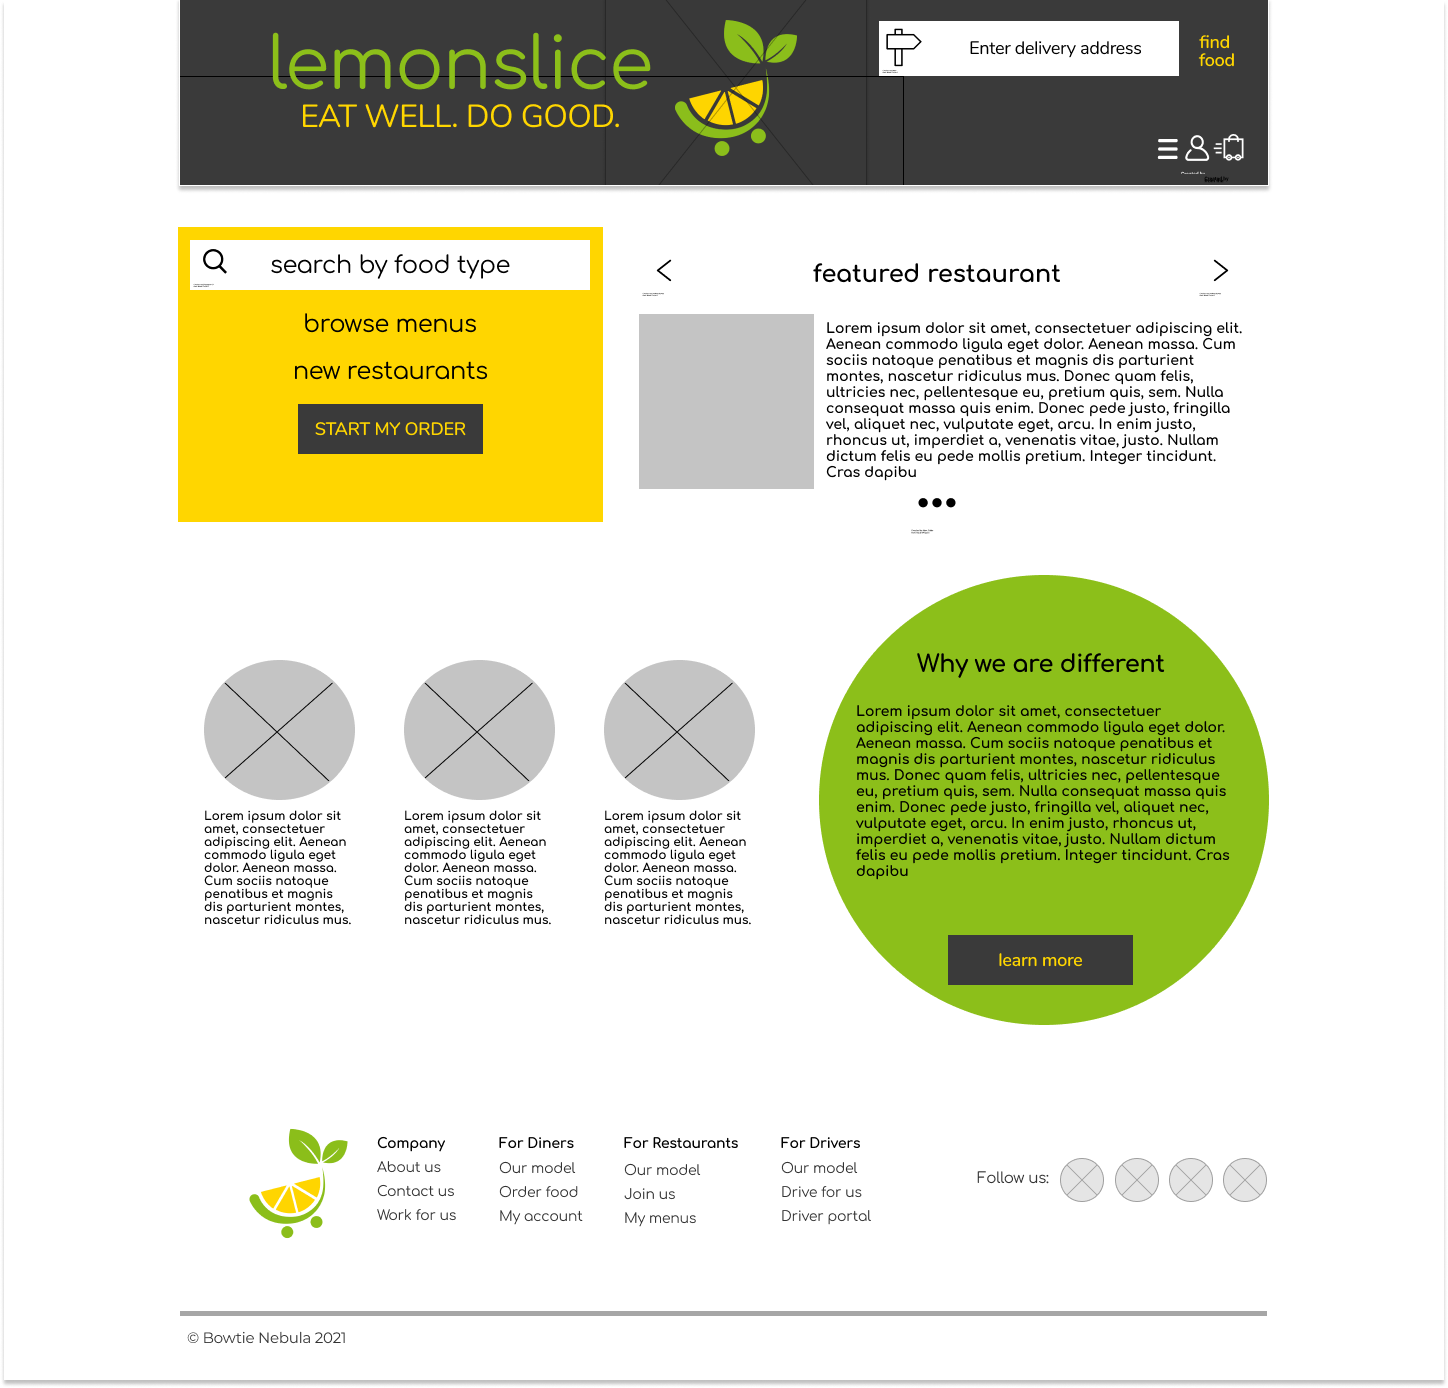 lemonslice
EAT WELL. DO GOOD.
Enter delivery address
find
food
search by food type
browse menus
new restaurants
START MY ORDER
featured restaurant
Lorem ipsum dolor sit amet, consectetuer adipiscing elit.
Aenean commodo ligula eget dolor. Aenean massa. Cum
sociis natoque penatibus et magnis dis parturient
montes, nascetur ridiculus mus. Donec quam felis,
ultricies nec, pellentesque eu, pretium quis, sem. Nulla
consequat massa quis enim. Donec pede justo, fringilla
vel, aliquet nec, vulputate eget, arcu. In enim justo,
rhoncus ut, imperdiet a, venenatis vitae, justo. Nullam
dictum felis eu pede mollis pretium. Integer tincidunt.
Cras dapibu
Lorem ipsum dolor sit
amet, consectetuer
adipiscing elit. Aenean
commodo ligula eget
dolor. Aenean massa.
Cum sociis natoque
penatibus et magnis
dis parturient montes,
nascetur ridiculus mus.
Lorem ipsum dolor sit
amet, consectetuer
adipiscing elit. Aenean
commodo ligula eget
dolor. Aenean massa.
Cum sociis natoque
penatibus et magnis
dis parturient montes,
nascetur ridiculus mus.
Lorem ipsum dolor sit
amet, consectetuer
adipiscing elit. Aenean
commodo ligula eget
dolor. Aenean massa.
Cum sociis natoque
penatibus et magnis
dis parturient montes,
nascetur ridiculus mus.
Why we are different
Lorem ipsum dolor sit amet, consectetuer
adipiscing elit. Aenean commodo ligula eget dolor.
Aenean massa. Cum sociis natoque penatibus et
magnis dis parturient montes, nascetur ridiculus
mus. Donec quam felis, ultricies nec, pellentesque
eu, pretium quis, sem. Nulla consequat massa quis
enim. Donec pede justo, fringilla vel, aliquet nec,
vulputate eget, arcu. In enim justo, rhoncus ut,
imperdiet a, venenatis vitae, justo. Nullam dictum
felis eu pede mollis pretium. Integer tincidunt. Cras
dapibu
learn more
Company
About us
Contact us
Work for us
For Diners
Our model
Order food
My account
For Restaurants
Our model
Join us
My menus
For Drivers
Our model
Drive for us
Driver portal
Follow us:
© Bowtie Nebula 2021